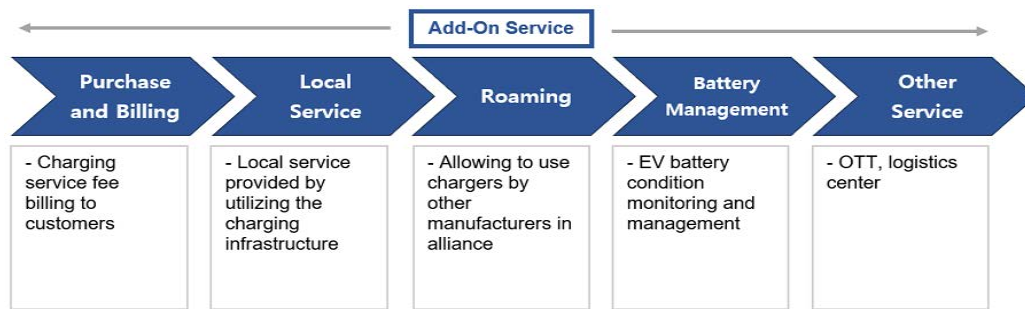 Add-On Service
Purchase
and Billing
Local
Service
Roaming
Battery
Management
Other
Service
- Charging
service fee
billing to
customers
- Local service
provided by
utilizing the
charging
infrastructure
- Allowing to use
chargers by
other
manufacturers in
alliance
- EV battery
condition
monitoring and
management
- OTT, logistics
center